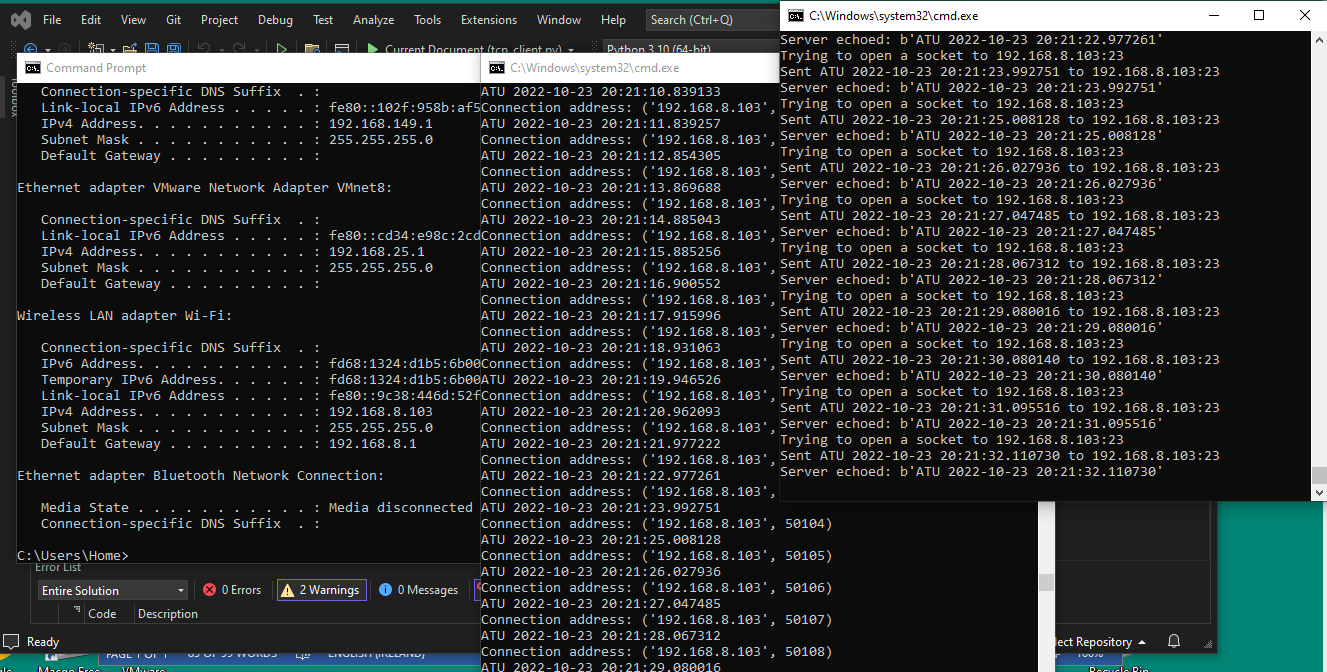 File Edit View Git Project Debug Test Analyze Tools Extensions Window Help Search (Ctrl+Q)
Current Document (tcp_client.py) Python 3.10 (64-bit)
Command Prompt
Connection-specific DNS Suffix . :
Link-local IPv6 Address . . . . . : fe80::102f:958b:af5
IPv4 Address. . . . . . . . . . . : 192.168.149.1
Subnet Mask . . . . . . . . . . . : 255.255.255.0
Default Gateway . . . . . . . . . :
Ethernet adapter VMware Network Adapter VMnet8:
Connection-specific DNS Suffix . :
Link-local IPv6 Address . . . . . : fe80::cd34:e98c:2cd
IPv4 Address. . . . . . . . . . . : 192.168.25.1
Subnet Mask . . . . . . . . . . . : 255.255.255.0
Default Gateway . . . . . . . . . :
Wireless LAN adapter Wi-Fi:
Connection-specific DNS Suffix . :
IPv6 Address. . . . . . . . . . . : fd68:1324:d1b5:6b00
Temporary IPv6 Address. . . . . . : fd68:1324:d1b5:6b00
Link-local IPv6 Address . . . . . : fe80::9c38:446d:52f
IPv4 Address. . . . . . . . . . . : 192.168.8.103
Subnet Mask . . . . . . . . . . . : 255.255.255.0
Default Gateway . . . . . . . . . : 192.168.8.1
Ethernet adapter Bluetooth Network Connection:
Media State . . . . . . . . . . . : Media disconnected
Connection-specific DNS Suffix . :
C:\Users\Home>
C:\Windows\system32\cmd.exe
ATU 2022-10-23 20:21:10.839133
Connection address: ('192.168.8.103',
ATU 2022-10-23 20:21:11.839257
Connection address: ('192.168.8.103',
ATU 2022-10-23 20:21:12.854305
Connection address: ('192.168.8.103',
ATU 2022-10-23 20:21:13.869688
Connection address: ('192.168.8.103',
ATU 2022-10-23 20:21:14.885043
Connection address: ('192.168.8.103',
ATU 2022-10-23 20:21:15.885256
Connection address: ('192.168.8.103',
ATU 2022-10-23 20:21:16.900552
Connection address: ('192.168.8.103',
ATU 2022-10-23 20:21:17.915996
Connection address: ('192.168.8.103',
ATU 2022-10-23 20:21:18.931063
Connection address: ('192.168.8.103',
ATU 2022-10-23 20:21:19.946526
Connection address: ('192.168.8.103',
ATU 2022-10-23 20:21:20.962093
Connection address: ('192.168.8.103',
ATU 2022-10-23 20:21:21.977222
Connection address: ('192.168.8.103',
ATU 2022-10-23 20:21:22.977261
Connection address: ('192.168.8.103',
ATU 2022-10-23 20:21:23.992751
Connection address: ('192.168.8.103', 50104)
ATU 2022-10-23 20:21:25.008128
Connection address: ('192.168.8.103', 50105)
ATU 2022-10-23 20:21:26.027936
Connection address: ('192.168.8.103', 50106)
ATU 2022-10-23 20:21:27.047485
Connection address: ('192.168.8.103', 50107)
ATU 2022-10-23 20:21:28.067312
Connection address: ('192.168.8.103', 50108)
ATU 2022-10-23 20:21:29.080016
C:\Windows\system32\cmd.exe
Server echoed: b'ATU 2022-10-23 20:21:22.977261'
Trying to open a socket to 192.168.8.103:23
Sent ATU 2022-10-23 20:21:23.992751 to 192.168.8.103:23
Server echoed: b'ATU 2022-10-23 20:21:23.992751'
Trying to open a socket to 192.168.8.103:23
Sent ATU 2022-10-23 20:21:25.008128 to 192.168.8.103:23
Server echoed: b'ATU 2022-10-23 20:21:25.008128'
Trying to open a socket to 192.168.8.103:23
Sent ATU 2022-10-23 20:21:26.027936 to 192.168.8.103:23
Server echoed: b'ATU 2022-10-23 20:21:26.027936'
Trying to open a socket to 192.168.8.103:23
Sent ATU 2022-10-23 20:21:27.047485 to 192.168.8.103:23
Server echoed: b'ATU 2022-10-23 20:21:27.047485'
Trying to open a socket to 192.168.8.103:23
Sent ATU 2022-10-23 20:21:28.067312 to 192.168.8.103:23
Server echoed: b'ATU 2022-10-23 20:21:28.067312'
Trying to open a socket to 192.168.8.103:23
Sent ATU 2022-10-23 20:21:29.080016 to 192.168.8.103:23
Server echoed: b'ATU 2022-10-23 20:21:29.080016'
Trying to open a socket to 192.168.8.103:23
Sent ATU 2022-10-23 20:21:30.080140 to 192.168.8.103:23
Server echoed: b'ATU 2022-10-23 20:21:30.080140'
Trying to open a socket to 192.168.8.103:23
Sent ATU 2022-10-23 20:21:31.095516 to 192.168.8.103:23
Server echoed: b'ATU 2022-10-23 20:21:31.095516'
Trying to open a socket to 192.168.8.103:23
Sent ATU 2022-10-23 20:21:32.110730 to 192.168.8.103:23
Server echoed: b'ATU 2022-10-23 20:21:32.110730'
Error List
Entire Solution 0 Errors 2 Warnings 0 Messages
Code Description
Ready lect Repository
PAGE 1 OF 1 ENGLISH (IRELAND) 100%
VMware Recycle Bin